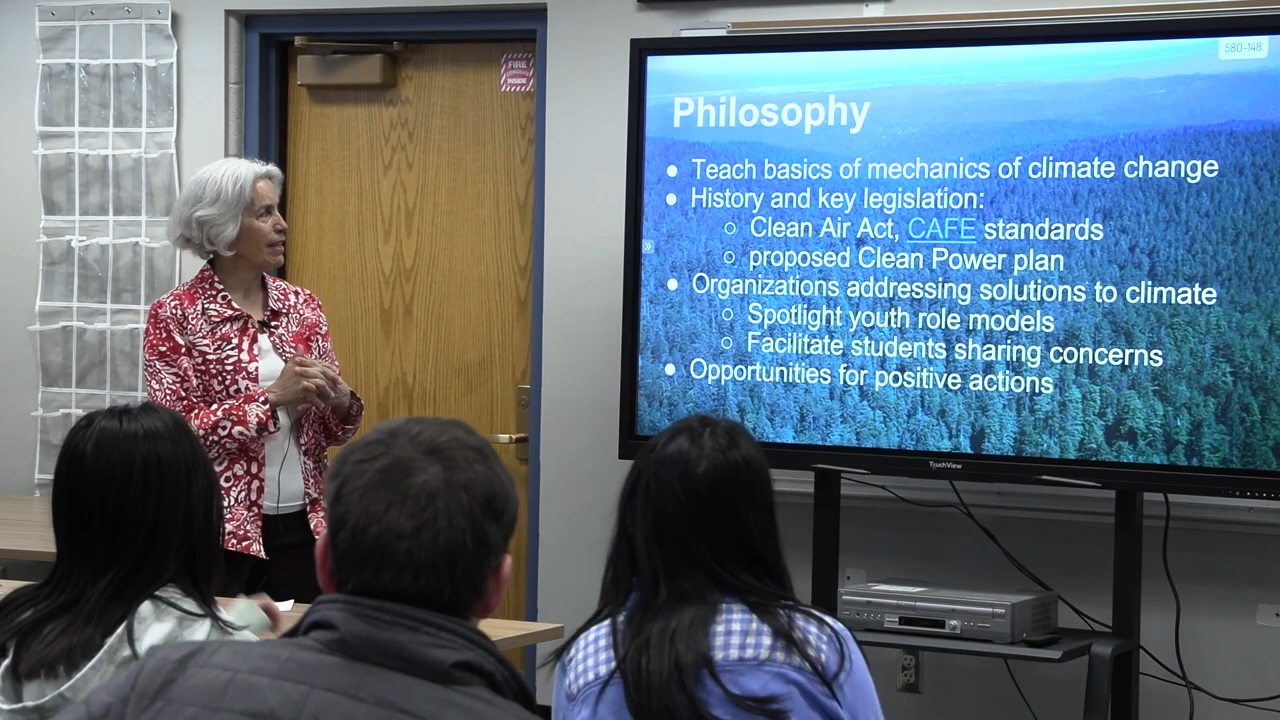 FIRE
INSIDE
580-148
Philosophy
● Teach basics of mechanics of climate change
● History and key legislation:
○ Clean Air Act, CAFE standards
○ proposed Clean Power plan
● Organizations addressing solutions to climate
○ Spotlight youth role models
○ Facilitate students sharing concerns
● Opportunities for positive actions
TouchView